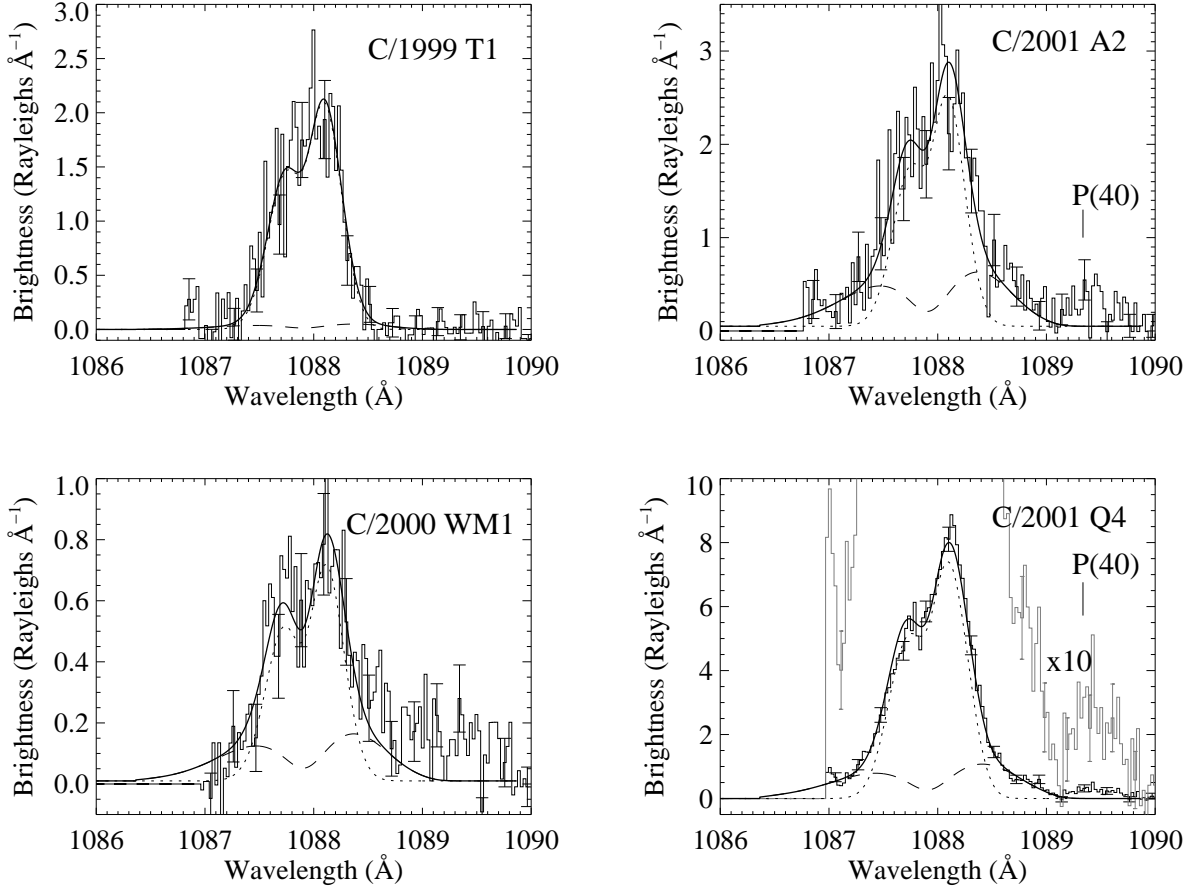 C/1999 T1
Brightness (Rayleighs Å⁻¹)
3.0
2.5
2.0
1.5
1.0
0.5
0.0
1086 1087 1088 1089 1090
Wavelength (Å)
C/2001 A2
P(40)
Brightness (Rayleighs Å⁻¹)
3
2
1
0
1086 1087 1088 1089 1090
Wavelength (Å)
C/2000 WM1
Brightness (Rayleighs Å⁻¹)
1.0
0.8
0.6
0.4
0.2
0.0
1086 1087 1088 1089 1090
Wavelength (Å)
C/2001 Q4
P(40)
x10
Brightness (Rayleighs Å⁻¹)
10
8
6
4
2
0
1086 1087 1088 1089 1090
Wavelength (Å)